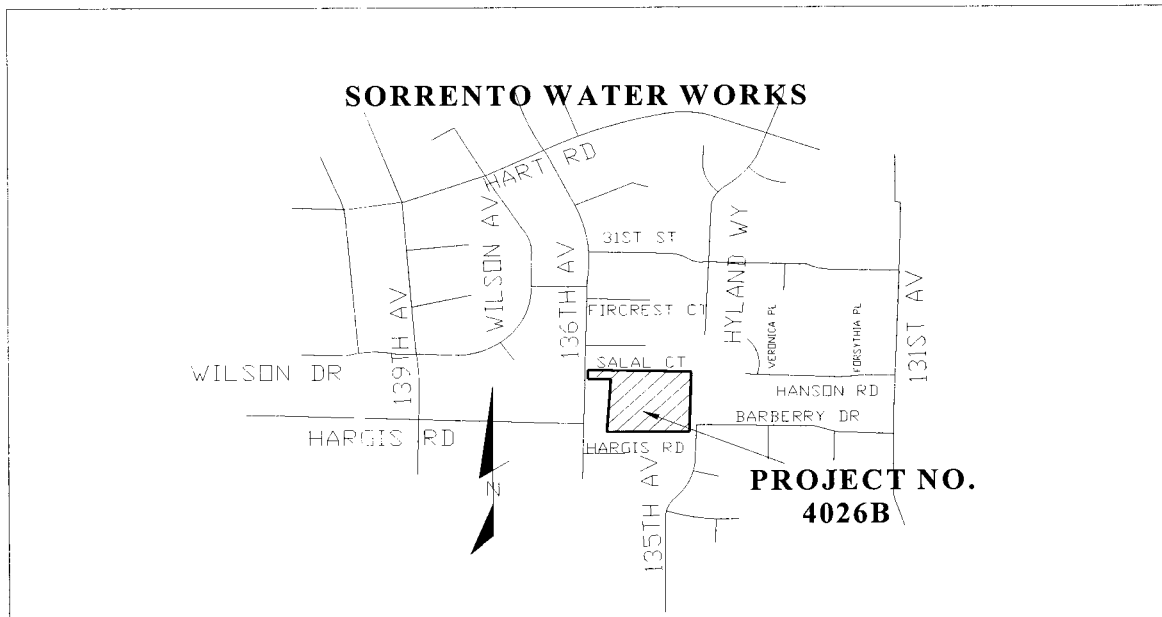 SORRENTO WATER WORKS
HART RD
WILSON AV
136TH AV
31ST ST
HYLAND WY
FIRCREST CT
139TH AV
VERONICA PL
FORSYTHIA PL
131ST AV
SALAL CT
WILSON DR
HANSON RD
BARBERRY DR
HARGIS RD
HARGIS RD
N
135TH AV
PROJECT NO.
4026B